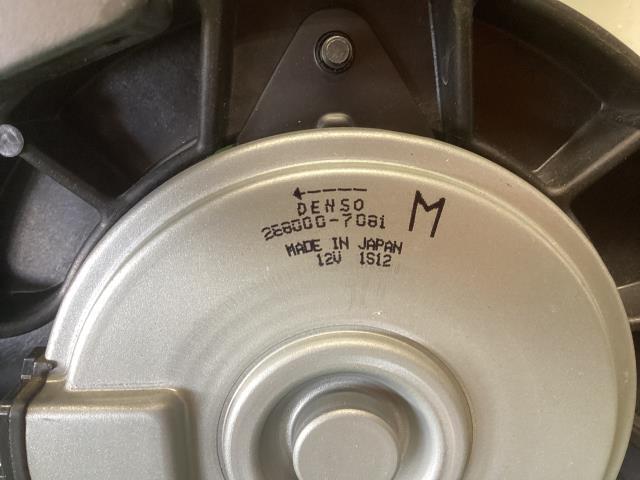 DENSO
268000-7081
M
MADE IN JAPAN
12V 1S12